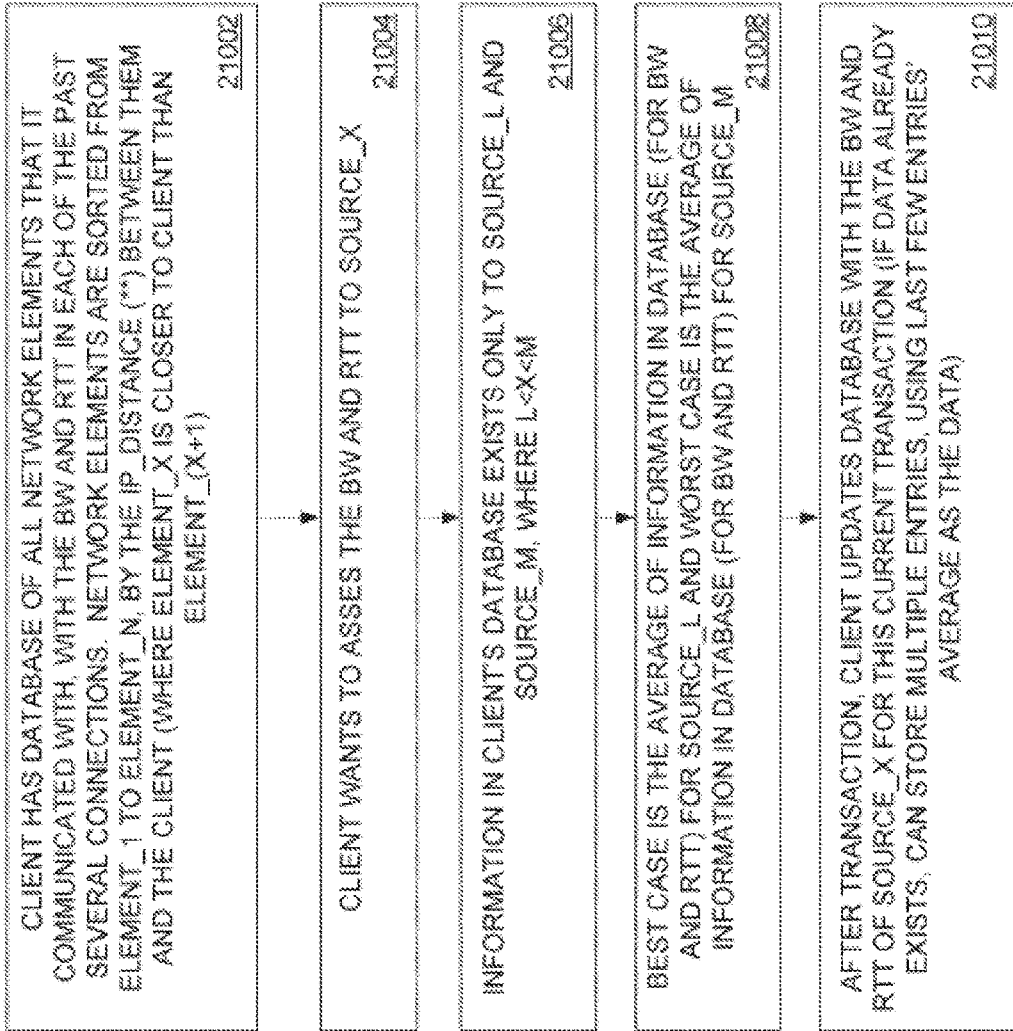 CLIENT HAS DATABASE OF ALL NETWORK ELEMENTS THAT IT
COMMUNICATED WITH, WITH THE BW AND RTT IN EACH OF THE PAST
SEVERAL CONNECTIONS. NETWORK ELEMENTS ARE SORTED FROM
ELEMENT_1 TO ELEMENT_N, BY THE IP_DISTANCE (**) BETWEEN THEM
AND THE CLIENT (WHERE ELEMENT_X IS CLOSER TO CLIENT THAN
ELEMENT_(X+1)
21002
CLIENT WANTS TO ASSES THE BW AND RTT TO SOURCE_X
21004
INFORMATION IN CLIENT'S DATABASE EXISTS ONLY TO SOURCE_L AND
SOURCE_M, WHERE L<X<M
21006
BEST CASE IS THE AVERAGE OF INFORMATION IN DATABASE (FOR BW
AND RTT) FOR SOURCE_L AND WORST CASE IS THE AVERAGE OF
INFORMATION IN DATABASE (FOR BW AND RTT) FOR SOURCE_M
21008
AFTER TRANSACTION, CLIENT UPDATES DATABASE WITH THE BW AND
RTT OF SOURCE_X FOR THIS CURRENT TRANSACTION (IF DATA ALREADY
EXISTS, CAN STORE MULTIPLE ENTRIES, USING LAST FEW ENTRIES'
AVERAGE AS THE DATA)
21010